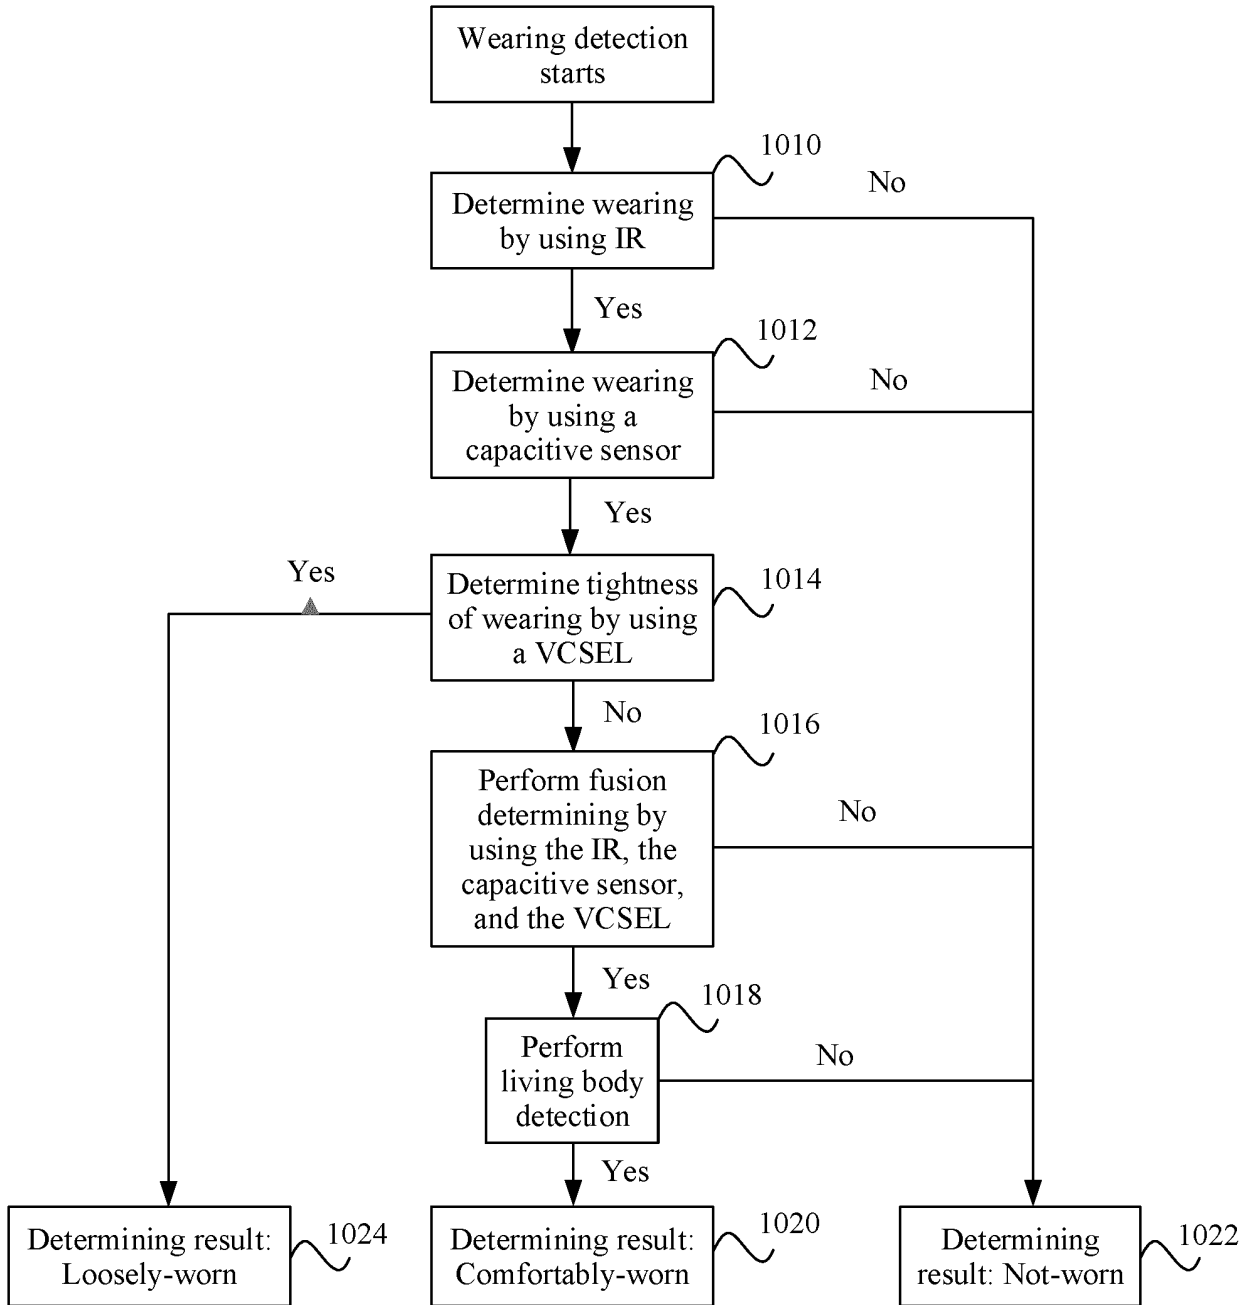 Wearing detection
starts
1010
No
Determine wearing
by using IR
Yes
1012
No
Determine wearing
by using a
capacitive sensor
Yes
Yes
1014
Determine tightness
of wearing by using
a VCSEL
No
1016
Perform fusion
determining by
using the IR, the
capacitive sensor,
and the VCSEL
No
Yes
1018
Perform
living body
detection
No
Yes
Determining result:
Loosely-worn
1024
Determining result:
Comfortably-worn
1020
Determining
result: Not-worn
1022